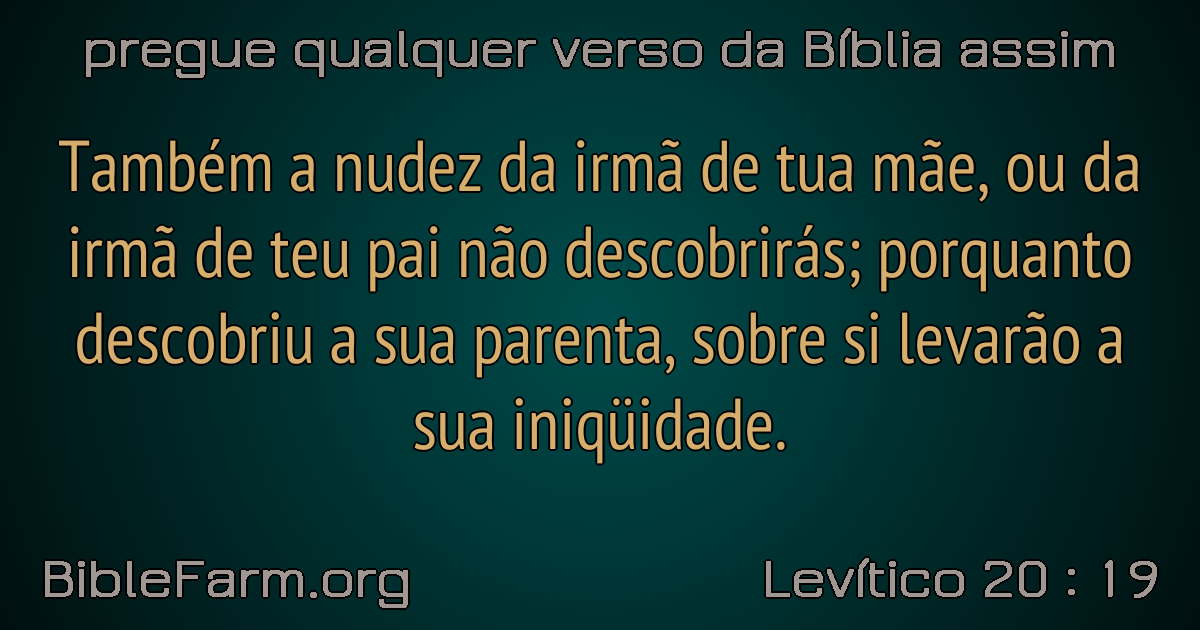 pregue qualquer verso da Bíblia assim
Também a nudez da irmã de tua mãe, ou da
irmã de teu pai não descobrirás; porquanto
descobriu a sua parenta, sobre si levarão a
sua iniqüidade.
BibleFarm.org
Levítico 20 : 19